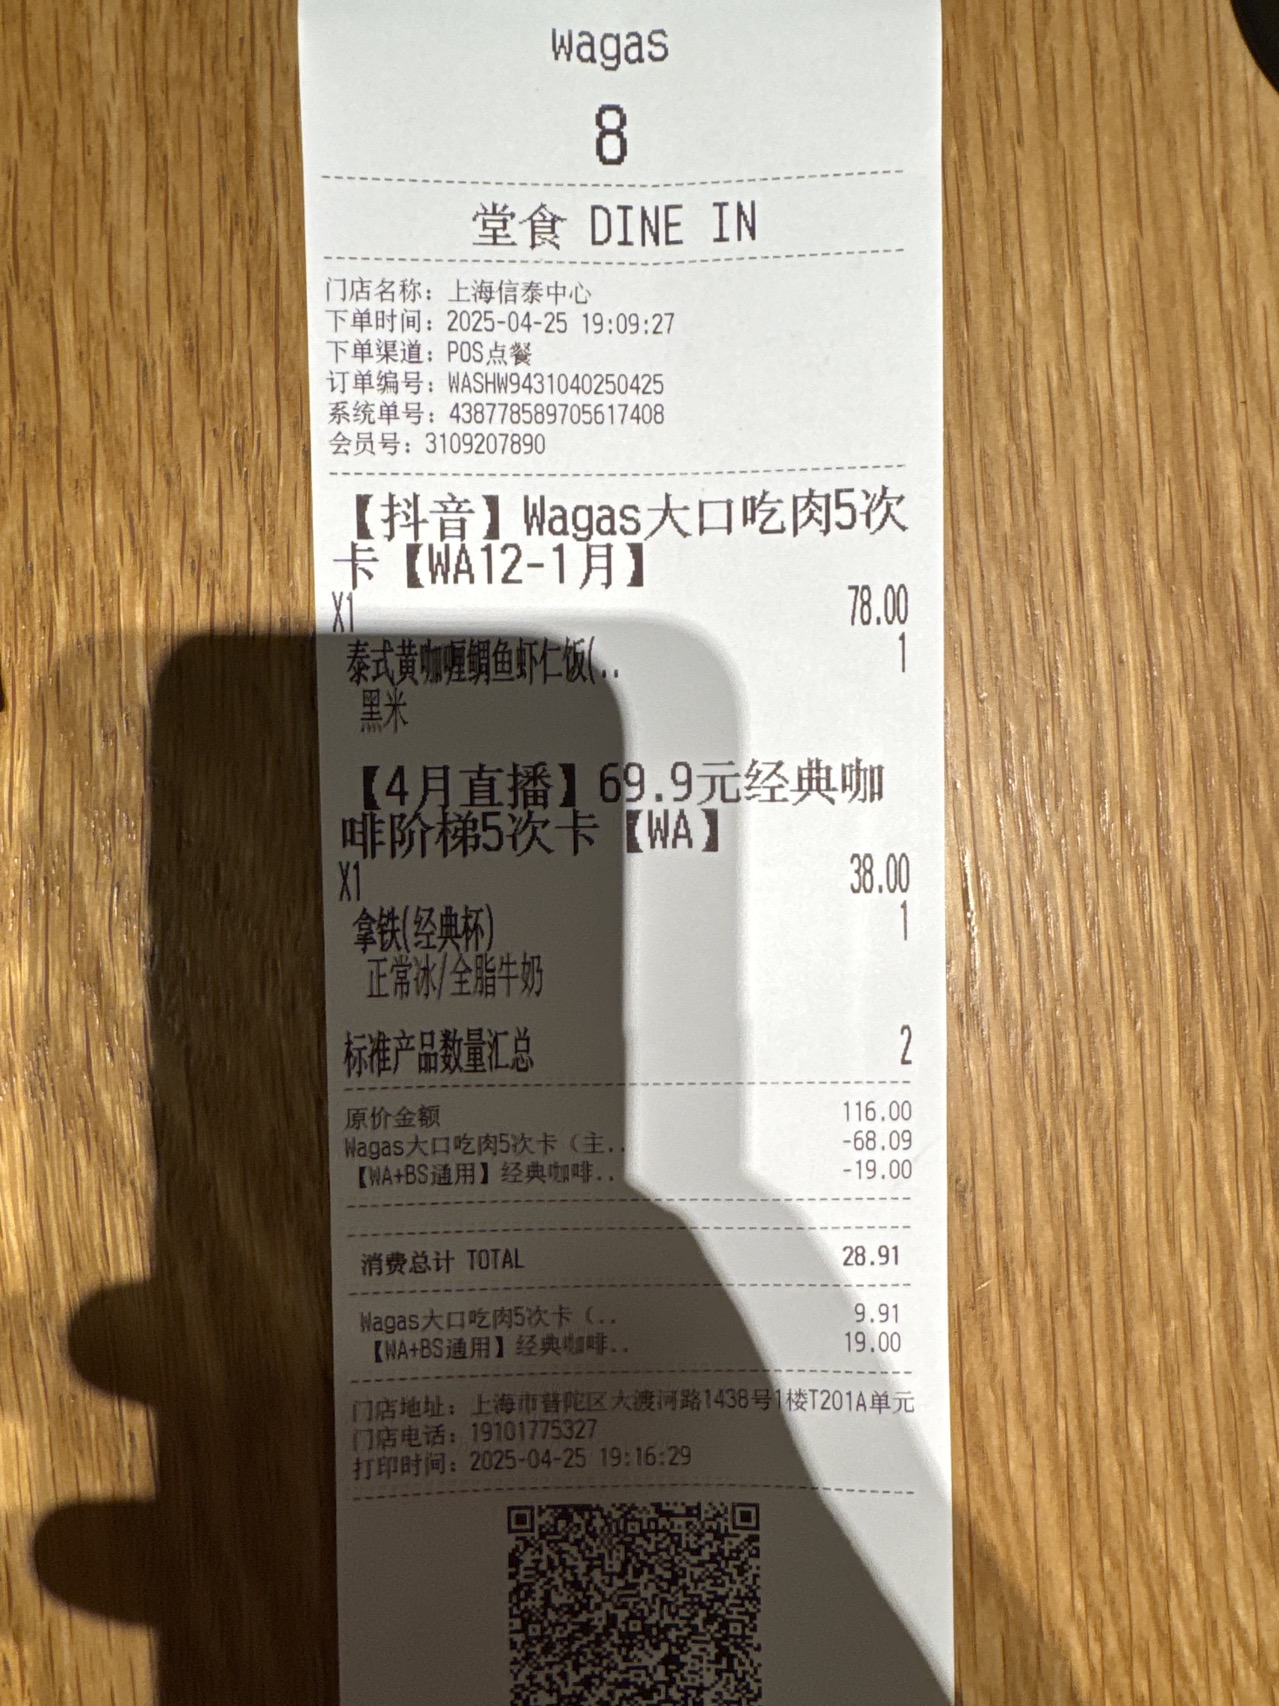 wagas
8
堂食 DINE IN
门店名称：上海信泰中心
下单时间：2025-04-25 19:09:27
下单渠道：POS点餐
订单编号：WASHW9431040250425
系统单号：438778589705617408
会员号：3109207890
【抖音】Wagas大口吃肉5次
卡【WA12-1月】
X1 78.00
泰式黄咖喱鲷鱼虾仁饭(.. 1
黑米
【4月直播】69.9元经典咖
啡阶梯5次卡【WA】
X1 38.00
拿铁(经典杯) 1
正常冰/全脂牛奶
标准产品数量汇总 2
原价金额 116.00
Wagas大口吃肉5次卡（主.. -68.09
【WA+BS通用】经典咖啡.. -19.00
消费总计 TOTAL 28.91
Wagas大口吃肉5次卡（.. 9.91
【WA+BS通用】经典咖啡.. 19.00
门店地址：上海市普陀区大渡河路1438号1楼T201A单元
门店电话：19101775327
打印时间：2025-04-25 19:16:29